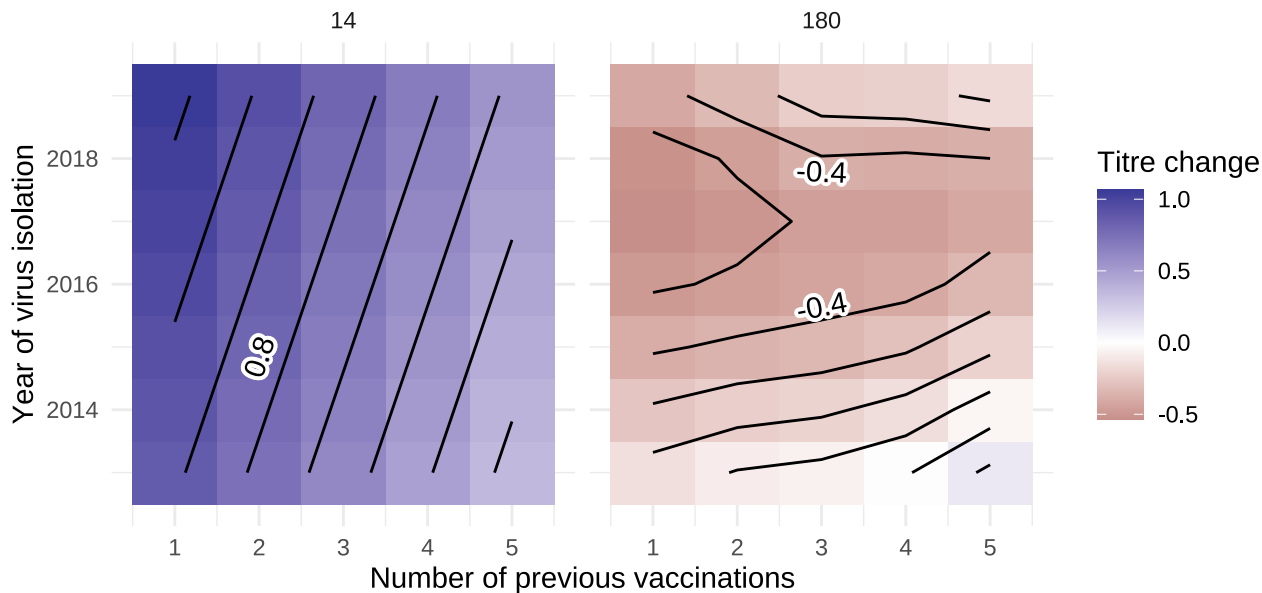 14
180
Year of virus isolation
2018
2016
2014
0.8
-0.4
-0.4
Titre change
1.0
0.5
0.0
-0.5
1 2 3 4 5
1 2 3 4 5
Number of previous vaccinations